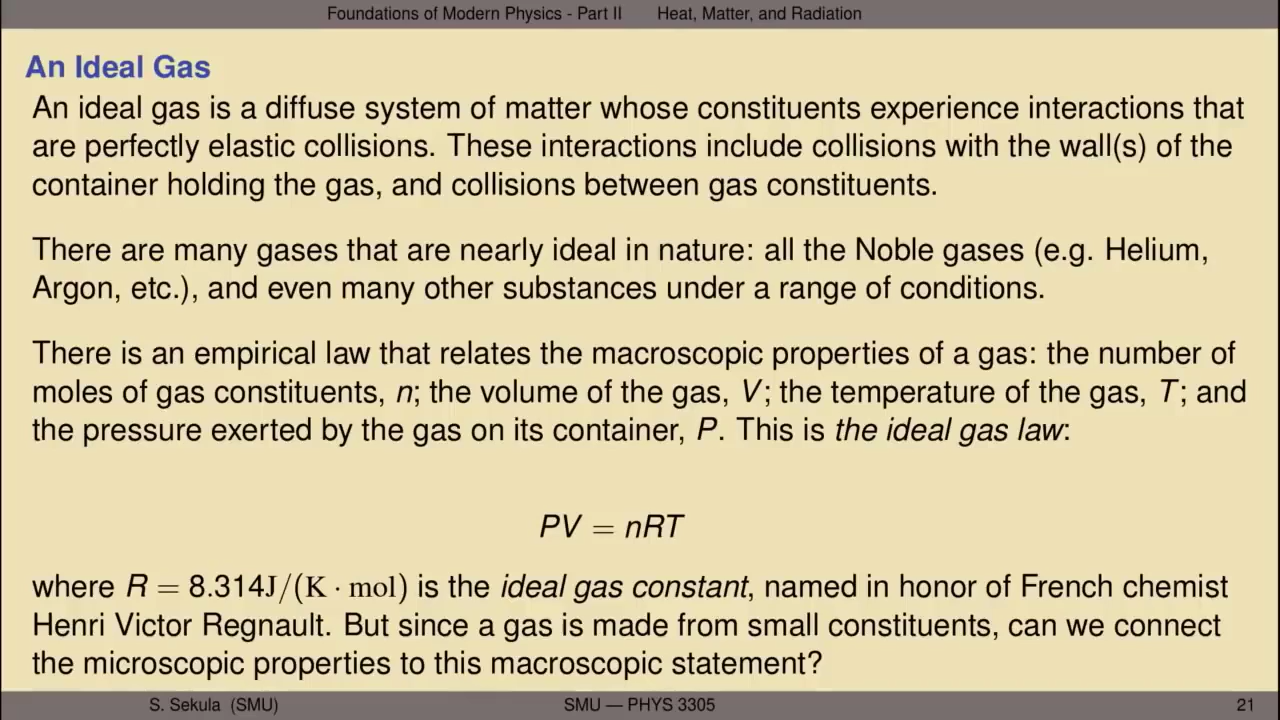 Foundations of Modern Physics - Part II Heat, Matter, and Radiation
An Ideal Gas
An ideal gas is a diffuse system of matter whose constituents experience interactions that
are perfectly elastic collisions. These interactions include collisions with the wall(s) of the
container holding the gas, and collisions between gas constituents.
There are many gases that are nearly ideal in nature: all the Noble gases (e.g. Helium,
Argon, etc.), and even many other substances under a range of conditions.
There is an empirical law that relates the macroscopic properties of a gas: the number of
moles of gas constituents, n; the volume of the gas, V; the temperature of the gas, T; and
the pressure exerted by the gas on its container, P. This is the ideal gas law:
PV = nRT
where R = 8.314J/(K · mol) is the ideal gas constant, named in honor of French chemist
Henri Victor Regnault. But since a gas is made from small constituents, can we connect
the microscopic properties to this macroscopic statement?
S. Sekula (SMU) SMU — PHYS 3305 21